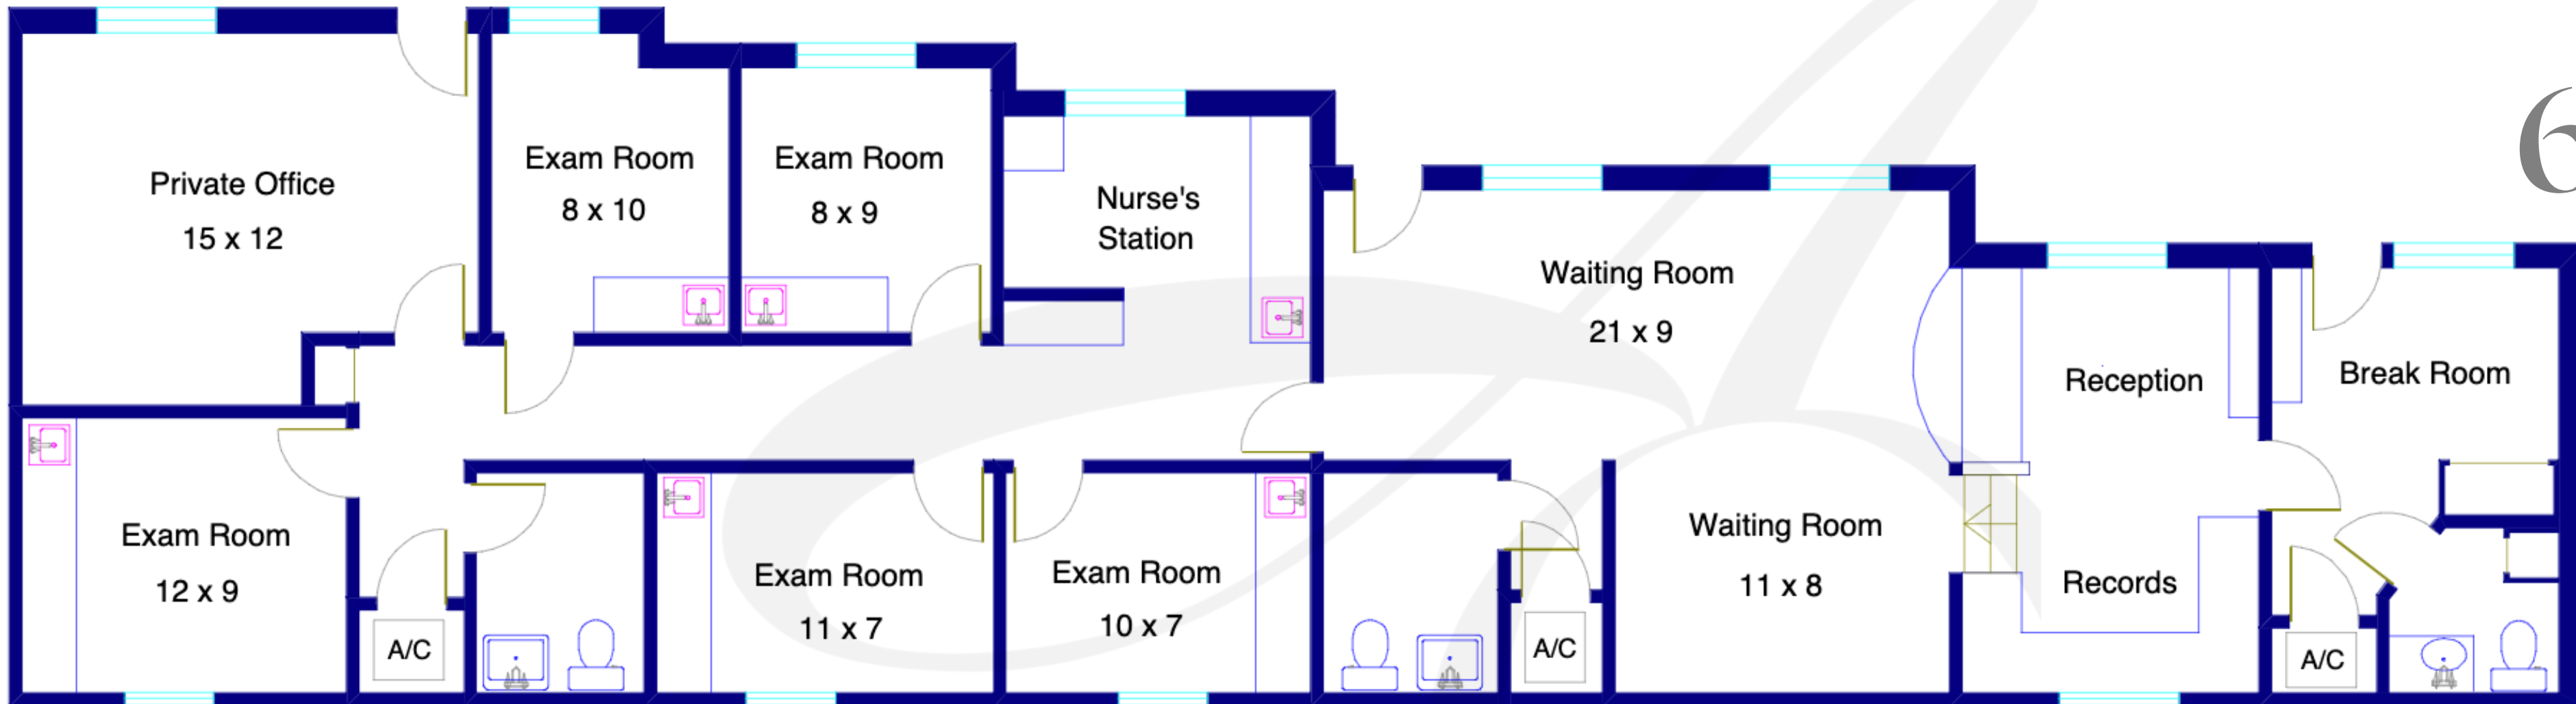 Private Office
15 x 12
Exam Room
8 x 10
Exam Room
8 x 9
Nurse's
Station
Waiting Room
21 x 9
Reception
Break Room
6
Exam Room
12 x 9
A/C
Exam Room
11 x 7
Exam Room
10 x 7
A/C
Waiting Room
11 x 8
Records
A/C